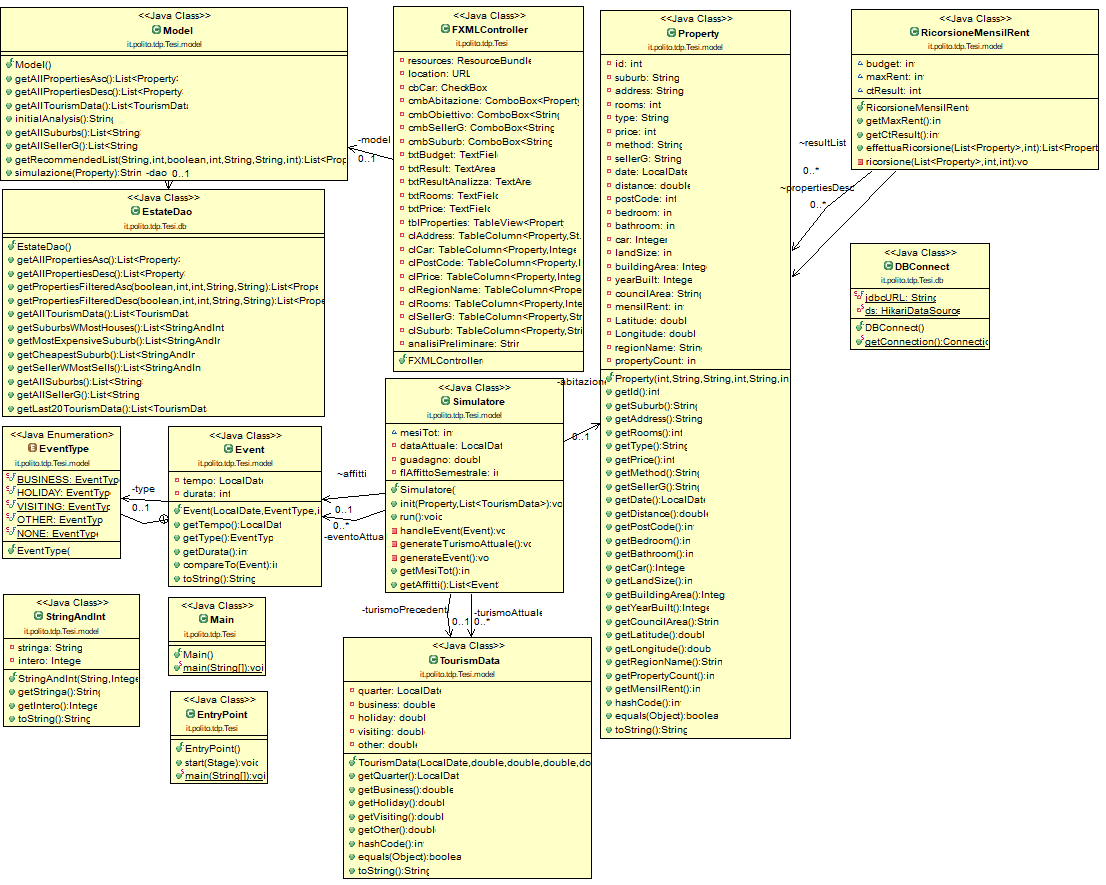 <<Java Class>>
Model
it.polito.tdp.Tesi.model
Model()
getAllPropertiesAsc():List<Property>
getAllPropertiesDesc():List<Property>
getAllTourismData():List<TourismData
initialAnalysis():String
getAllSuburbs():List<String>
getAllSellerG():List<String>
getRecommendedList(String,int,boolean,int,String,String,int):List<Prop
simulazione(Property):Strin
-dao 0..1
<<Java Class>>
EstateDao
it.polito.tdp.Tesi.db
EstateDao()
getAllPropertiesAsc():List<Property>
getAllPropertiesDesc():List<Property>
getPropertiesFilteredAsc(boolean,int,int,String,String):List<Prope
getPropertiesFilteredDesc(boolean,int,int,String,String):List<Prope
getAllTourismData():List<TourismDat
getSuburbsWMostHouses():List<StringAndInt
getMostExpensiveSuburb():List<StringAndIr
getCheapestSuburb():List<StringAndIr
getSellerWMostSells():List<StringAndIn
getAllSuburbs():List<String>
getAllSellerG():List<String
getLast20TourismData():List<TourismDat
<<Java Class>>
FXMLController
it.polito.tdp.Tesi
resources: ResourceBundle
location: URL
cbCar: CheckBox
cmbAbitazione: ComboBox<Property
cmbObiettivo: ComboBox<String
cmbSellerG: ComboBox<String
cmbSuburb: ComboBox<String
txtBudget: TextField
txtResult: TextArea
txtResultAnalizza: TextArea
txtRooms: TextField
txtPrice: TextField
tblProperties: TableView<Propert
clAddress: TableColumn<Property,St.
clCar: TableColumn<Property,Intege
clPostCode: TableColumn<Property,I
clPrice: TableColumn<Property,Integ
clRegionName: TableColumn<Prope
clRooms: TableColumn<Property,Inte
clSellerG: TableColumn<Property,Stri
clSuburb: TableColumn<Property,Stri
analisiPreliminare: Strin
FXMLController
-model
0..1
<<Java Class>>
Property
it.polito.tdp.Tesi.model
id: int
suburb: String
address: String
rooms: int
type: String
price: int
method: String
sellerG: String
date: LocalDate
distance: double
postCode: int
bedroom: in
bathroom: in
car: Integer
landSize: in
buildingArea: Integ
yearBuilt: Integ
councilArea: String
mensilRent: in
Latitude: doubl
Longitude: doubl
regionName: String
propertyCount: in
Property(int,String,String,int,String,in
getId():int
getSuburb():String
getAddress():String
getRooms():int
getType():String
getPrice():int
getMethod():String
getSellerG():String
getDate():LocalDate
getDistance():double
getPostCode():in
getBedroom():in
getBathroom():in
getCar():Intege
getLandSize():in
getBuildingArea():Integ
getYearBuilt():Intege
getCouncilArea():Strin
getLatitude():doubl
getLongitude():doub
getRegionName():Strin
getPropertyCount():in
getMensilRent():in
hashCode():in
equals(Object):boolea
toString():String
<<Java Class>>
RicorsioneMensilRent
it.polito.tdp.Tesi.model
budget: in
maxRent: in
ctResult: int
RicorsioneMensilRent
getMaxRent():in
getCtResult():in
effettuaRicorsione(List<Property>,int):List<Propert
ricorsione(List<Property>,int,int):vo
~resultList
0..*
~propertiesDesc
0..*
<<Java Class>>
DBConnect
it.polito.tdp.Tesi.db
jdbcURL: String
ds: HikariDataSource
DBConnect()
getConnection():Connectic
<<Java Class>>
Simulatore
it.polito.tdp.Tesi.model
mesiTot: in
dataAttuale: LocalDat
guadagno: doubl
flAffittoSemestrale: in
Simulatore(
init(Property,List<TourismData>):vo
run():voic
handleEvent(Event):vo
generateTurismoAttuale():vo
generateEvent():vo
getMesiTot():in
getAffitti():List<Event
-abitazion
0..1
<<Java Enumeration>>
EventType
it.polito.tdp.Tesi.model
BUSINESS: EventTyp
HOLIDAY: EventType
VISITING: EventType
OTHER: EventTyp
NONE: EventType
EventType(
-type
0..1
<<Java Class>>
Event
it.polito.tdp.Tesi.model
tempo: LocalDate
durata: int
Event(LocalDate,EventType,i
getTempo():LocalDat
getType():EventTyp
getDurata():in
compareTo(Event):in
toString():String
~affitti
0..1
0..*
-eventoAttua
<<Java Class>>
StringAndInt
it.polito.tdp.Tesi.model
stringa: String
intero: Intege
StringAndInt(String,Intege
getStringa():String
getIntero():Intege
toString():String
<<Java Class>>
Main
it.polito.tdp.Tesi
Main()
main(String[]):voi
<<Java Class>>
EntryPoint
it.polito.tdp.Tesi
EntryPoint()
start(Stage):voic
main(String[]):voi
-turismoPrecedent
0..1
-turismoAttuale
0..*
<<Java Class>>
TourismData
it.polito.tdp.Tesi.model
quarter: LocalDate
business: double
holiday: doubl
visiting: doubl
other: double
TourismData(LocalDate,double,double,double,do
getQuarter():LocalDat
getBusiness():double
getHoliday():doubl
getVisiting():doubl
getOther():doubl
hashCode():in
equals(Object):boolea
toString():String